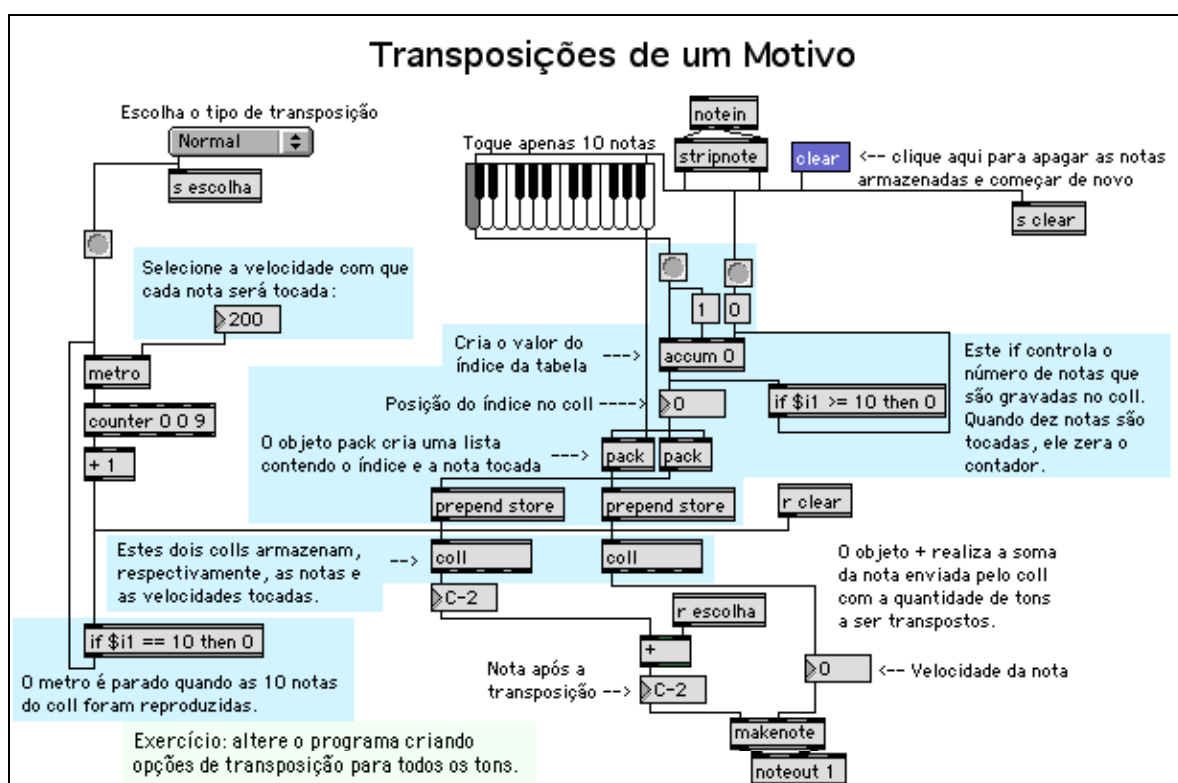 Transposições de um Motivo
Escolha o tipo de transposição
Normal
s escolha
Selecione a velocidade com que
cada nota será tocada:
200
metro
counter 0 0 9
+ 1
if $i1 == 10 then 0
O metro é parado quando as 10 notas
do coll foram reproduzidas.
Exercício: altere o programa criando
opções de transposição para todos os tons.
notein
stripnote
Toque apenas 10 notas
clear
<-- clique aqui para apagar as notas
armazenadas e começar de novo
s clear
1
0
Cria o valor do
índice da tabela
--->
accum 0
Posição do índice no coll ---->
0
if $i1 >= 10 then 0
Este if controla o
número de notas que
são gravadas no coll.
Quando dez notas são
tocadas, ele zera o
contador.
O objeto pack cria uma lista
contendo o índice e a nota tocada
--->
pack
pack
prepend store
prepend store
r clear
Estes dois colls armazenam,
respectivamente, as notas e
as velocidades tocadas.
-->
coll
coll
C-2
O objeto + realiza a soma
da nota enviada pelo coll
com a quantidade de tons
a ser transpostos.
r escolha
+
Nota após a
transposição -->
C-2
0
<-- Velocidade da nota
makenote
noteout 1